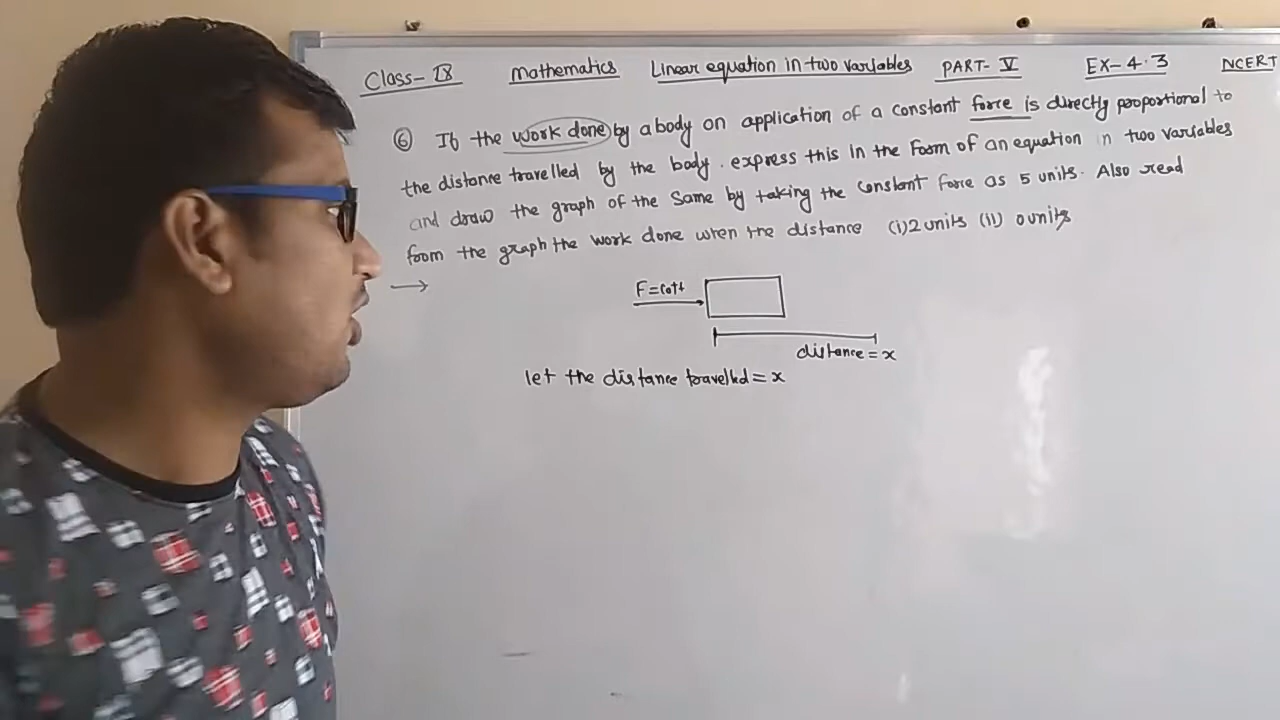 Class-IX Mathematics Linear equation in two variables PART-V EX-4.3 NCERT
⑥ If the work done by a body on application of a constant force is directly proportional to
the distance travelled by the body. express this in the form of an equation in two variables
and draw the graph of the same by taking the constant force as 5 units. Also read
from the graph the work done when the distance (i) 2 units (ii) 0 units
→ F=
distance = x
let the distance travelled = x